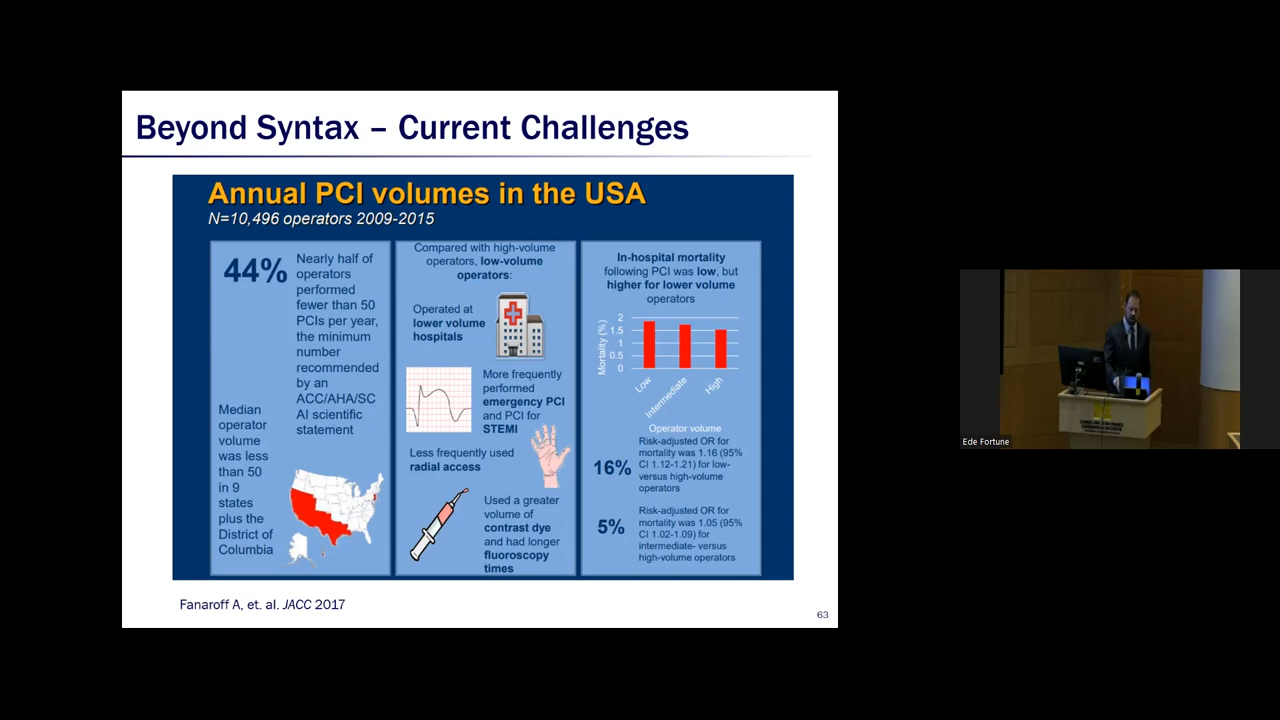 Beyond Syntax – Current Challenges
Annual PCI volumes in the USA
N=10,496 operators 2009-2015
44%
Nearly half of
operators
performed
fewer than 50
PCIs per year,
the minimum
number
recommended
by an
ACC/AHA/SC
AI scientific
statement
Median
operator
volume
was less
than 50
in 9
states
plus the
District of
Columbia
Compared with high-volume
operators, low-volume
operators:
Operated at
lower volume
hospitals
More frequently
performed
emergency PCI
and PCI for
STEMI
Less frequently used
radial access
Used a greater
volume of
contrast dye
and had longer
fluoroscopy
times
In-hospital mortality
following PCI was low, but
higher for lower volume
operators
Mortality (%)
2
1.5
1
0.5
0
Low
Intermediate
High
Operator volume
16%
Risk-adjusted OR for
mortality was 1.16 (95%
CI 1.12-1.21) for low-
versus high-volume
operators
5%
Risk-adjusted OR for
mortality was 1.05 (95%
CI 1.02-1.09) for
intermediate- versus
high-volume operators
Fanaroff A, et. al. JACC 2017
63
Ede Fortune